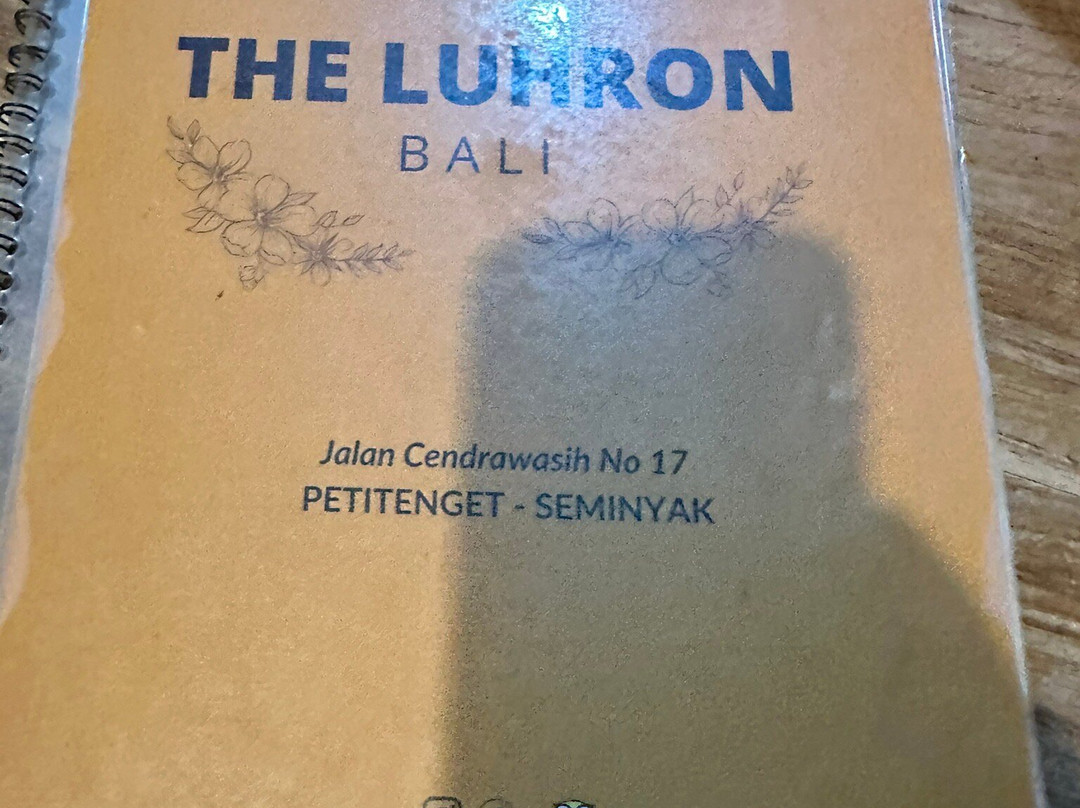 THE LUHRON
BALI
Jalan Cendrawasih No 17
PETITENGET - SEMINYAK